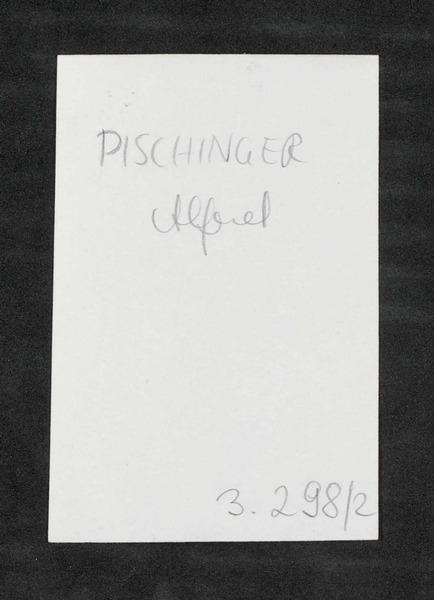 PISCHINGER
Alfred
3. 298/2